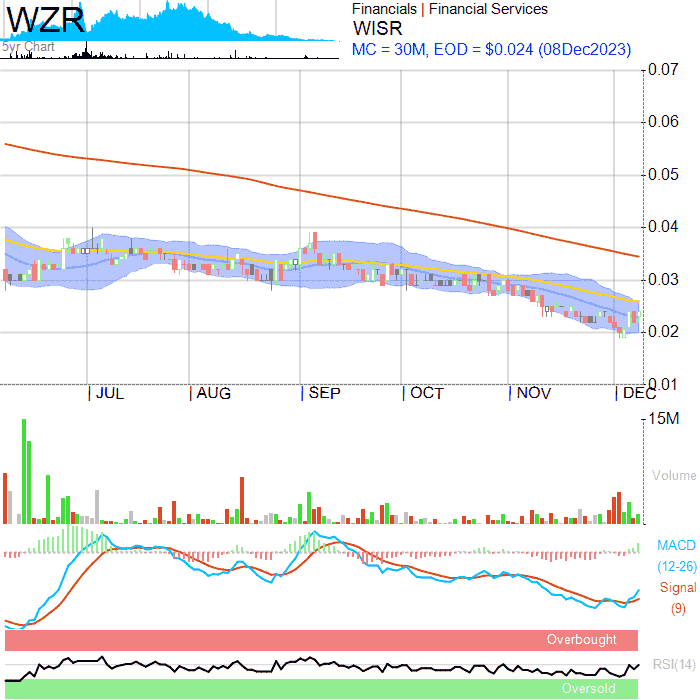 WZR
5yr Chart
Financials | Financial Services
WISR
MC = 30M, EOD = $0.024 (08Dec2023)
0.07
0.06
0.05
0.04
0.03
0.02
0.01
JUL AUG SEP OCT NOV DEC
15M
Volume
MACD
(12-26)
Signal
(9)
Overbought
RSI(14)
Oversold